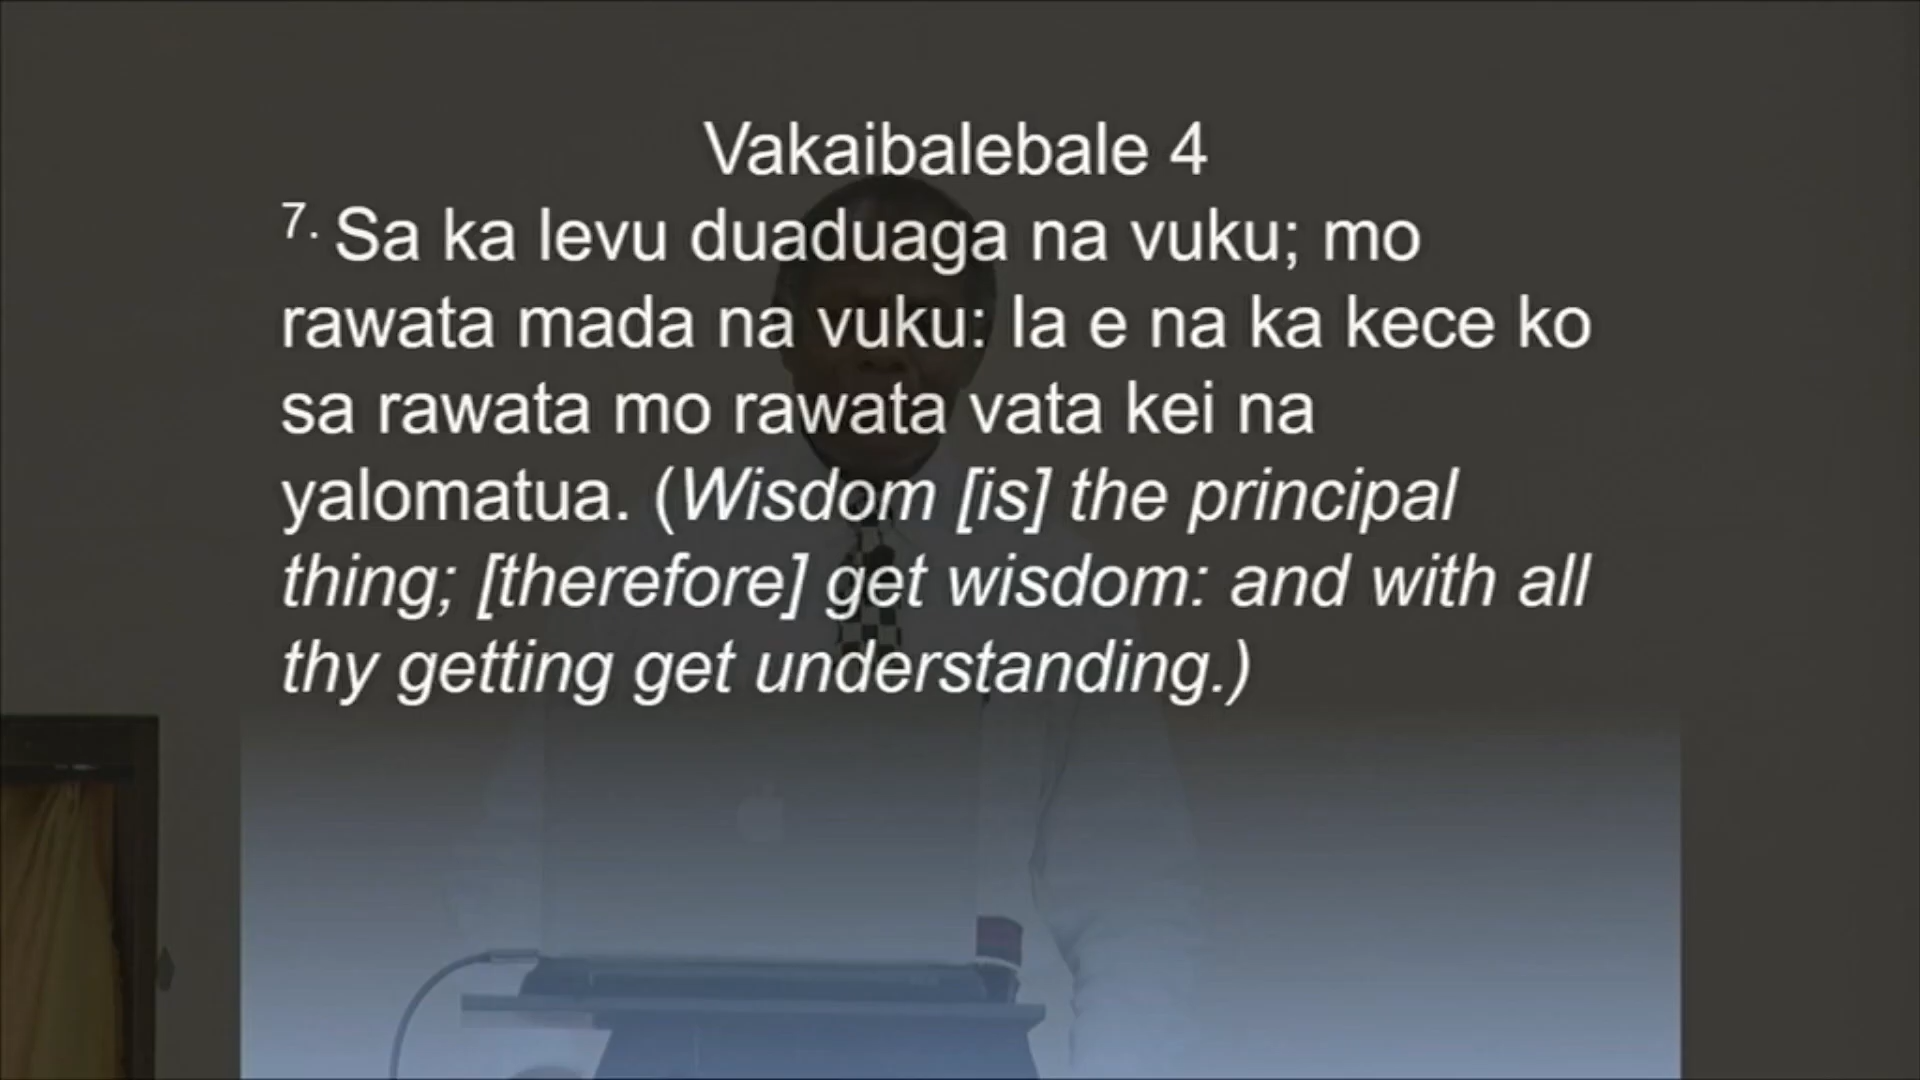 Vakaibalebale 4
7. Sa ka levu duaduaga na vuku; mo
rawata mada na vuku: Ia e na ka kece ko
sa rawata mo rawata vata kei na
yalomatua. (Wisdom [is] the principal
thing; [therefore] get wisdom: and with all
thy getting get understanding.)